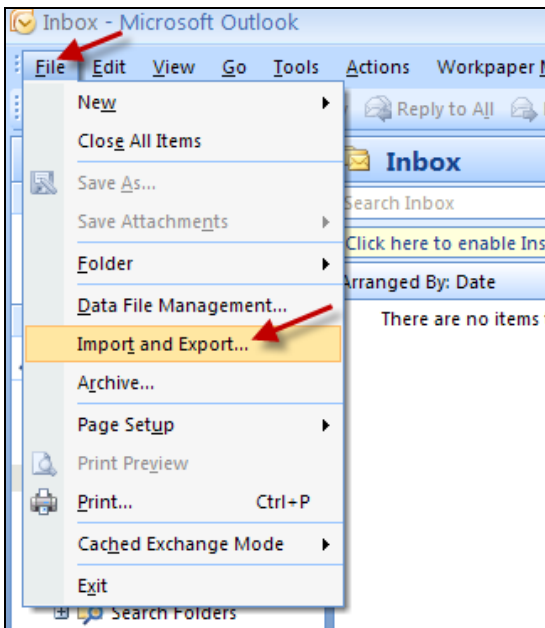 Inbox - Microsoft Outlook
File Edit View Go Tools Actions Workpaper
Reply to All
New
Close All Items
Save As...
Save Attachments
Folder
Data File Management...
Import and Export...
Archive...
Page Setup
Print Preview
Print... Ctrl+P
Cached Exchange Mode
Exit
Inbox
Search Inbox
Click here to enable Ins
Arranged By: Date
There are no items
Search Folders